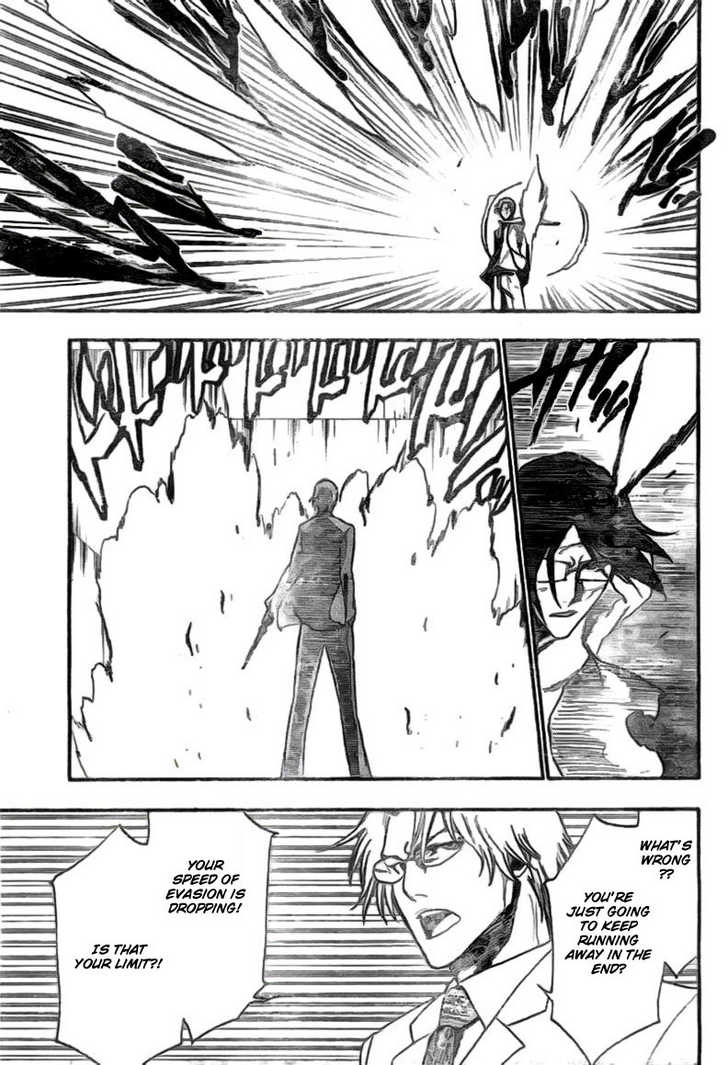 WHAT'S
WRONG
??
YOU'RE
JUST GOING
TO KEEP
RUNNING
AWAY IN THE
END?
YOUR
SPEED OF
EVASION IS
DROPPING!
IS THAT
YOUR LIMIT?!